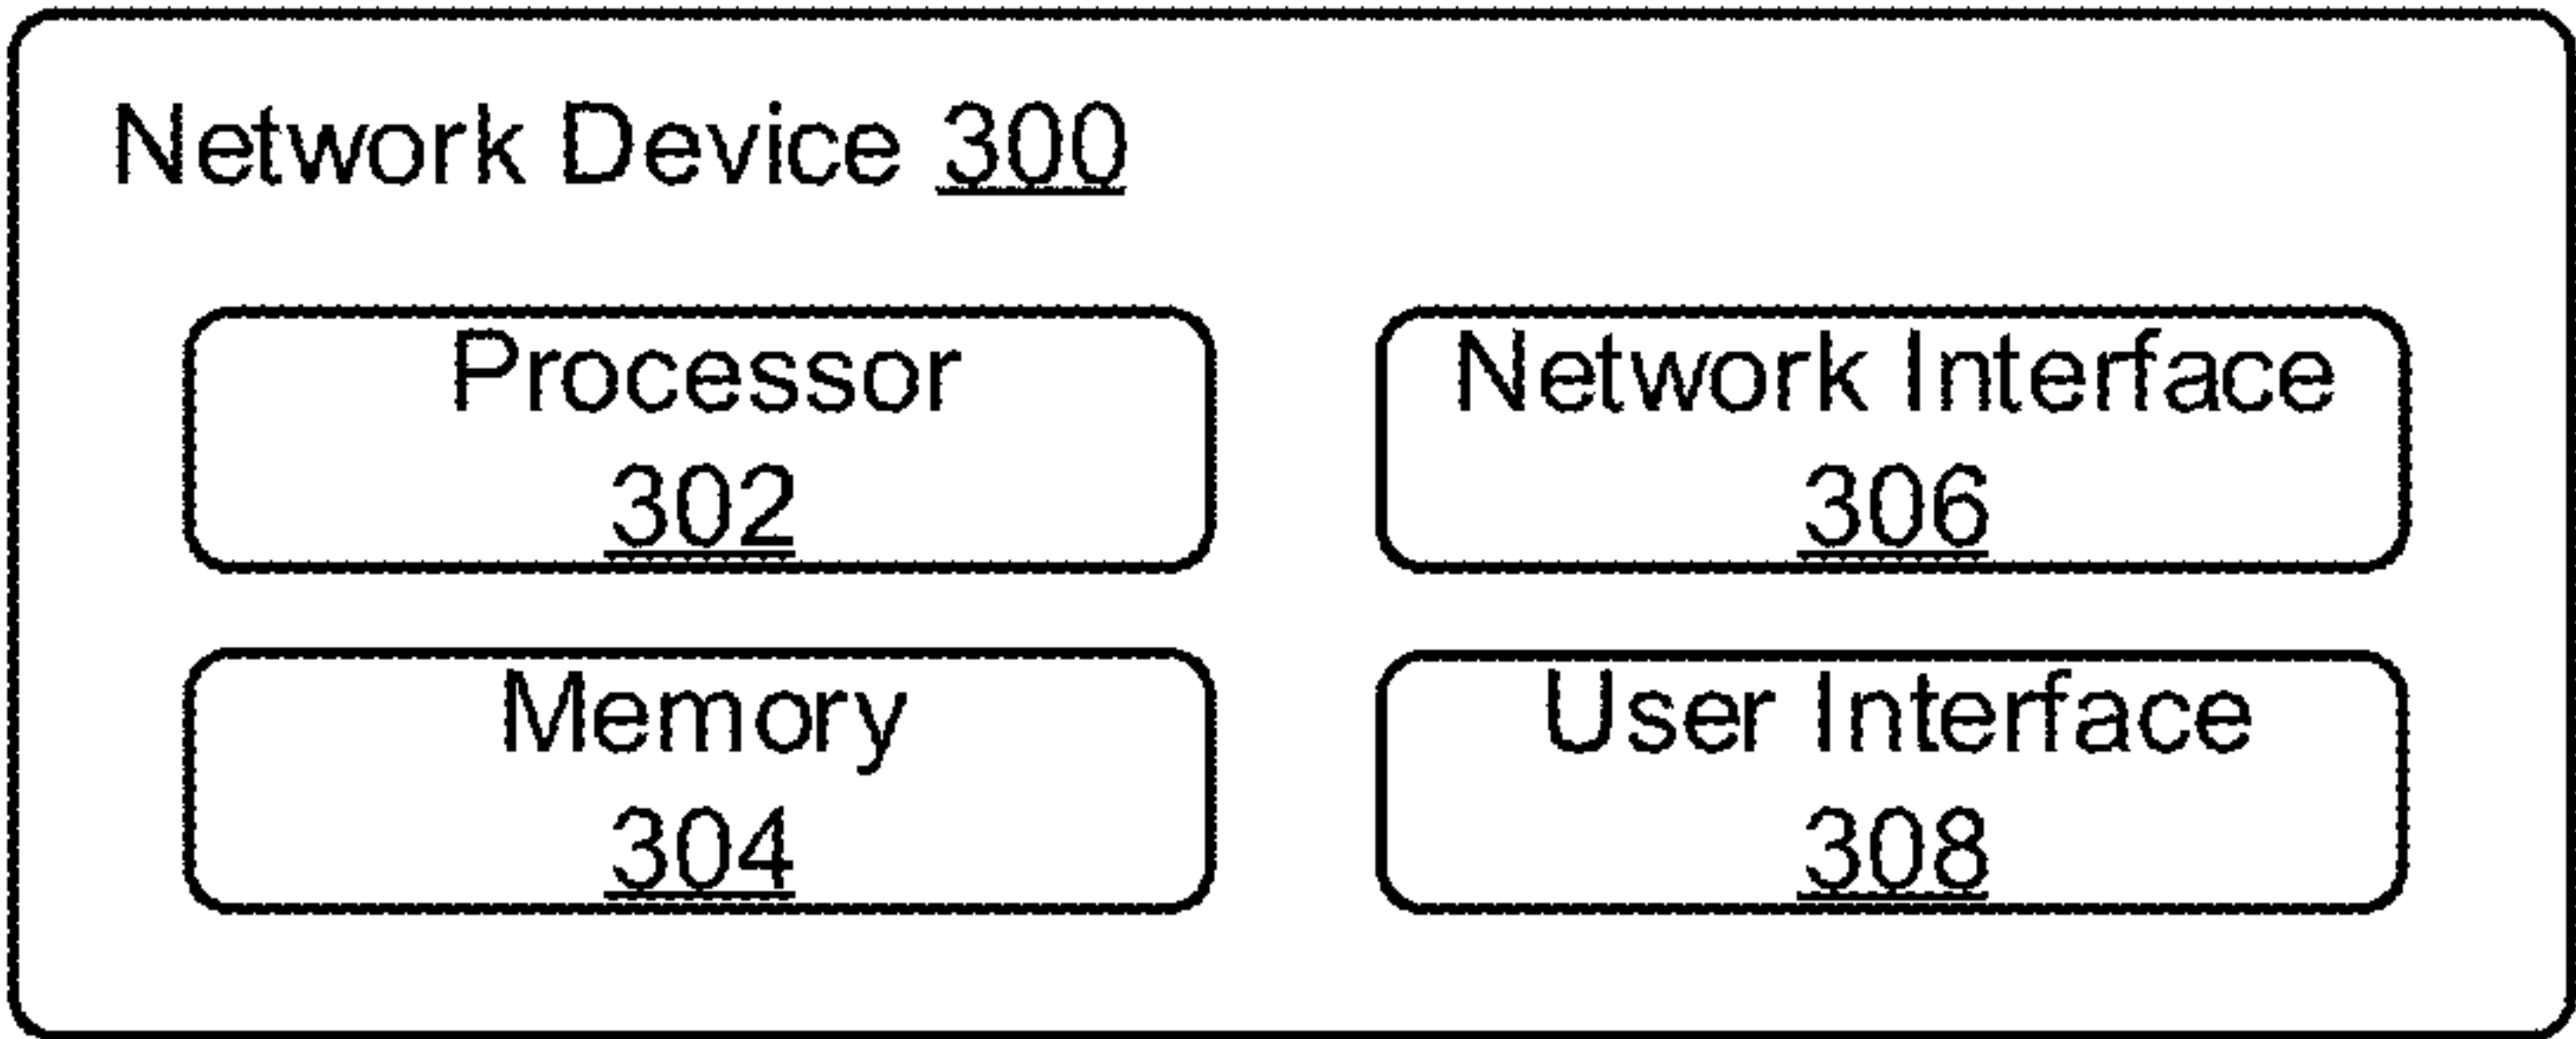 Network Device 300
Processor
302
Network Interface
306
Memory
304
User Interface
308